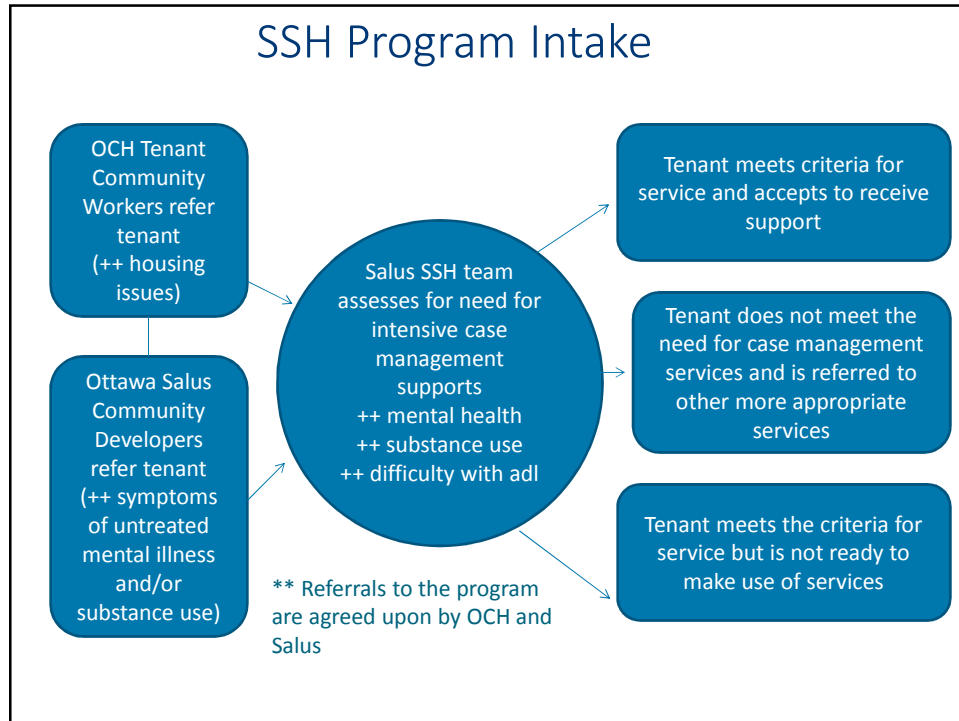 SSH Program Intake
OCH Tenant
Community
Workers refer
tenant
(++ housing
issues)
Ottawa Salus
Community
Developers
refer tenant
(++ symptoms
of untreated
mental illness
and/or
substance use)
Salus SSH team
assesses for need for
intensive case
management
supports
++ mental health
++ substance use
++ difficulty with adl
** Referrals to the program
are agreed upon by OCH and
Salus
Tenant meets criteria for
service and accepts to receive
support
Tenant does not meet the
need for case management
services and is referred to
other more appropriate
services
Tenant meets the criteria for
service but is not ready to
make use of services